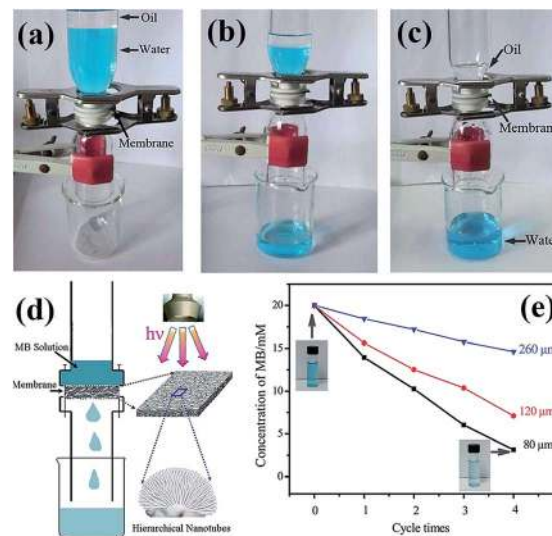 (a)
Oil
Water
Membrane
(b)
(c)
Oil
Membrane
Water
(d)
hν
MB Solution
Membrane
Hierarchical Nanotubes
(e)
Concentration of MB/mM
20
15
10
5
0
260 μm
120 μm
80 μm
0 1 2 3 4
Cycle times